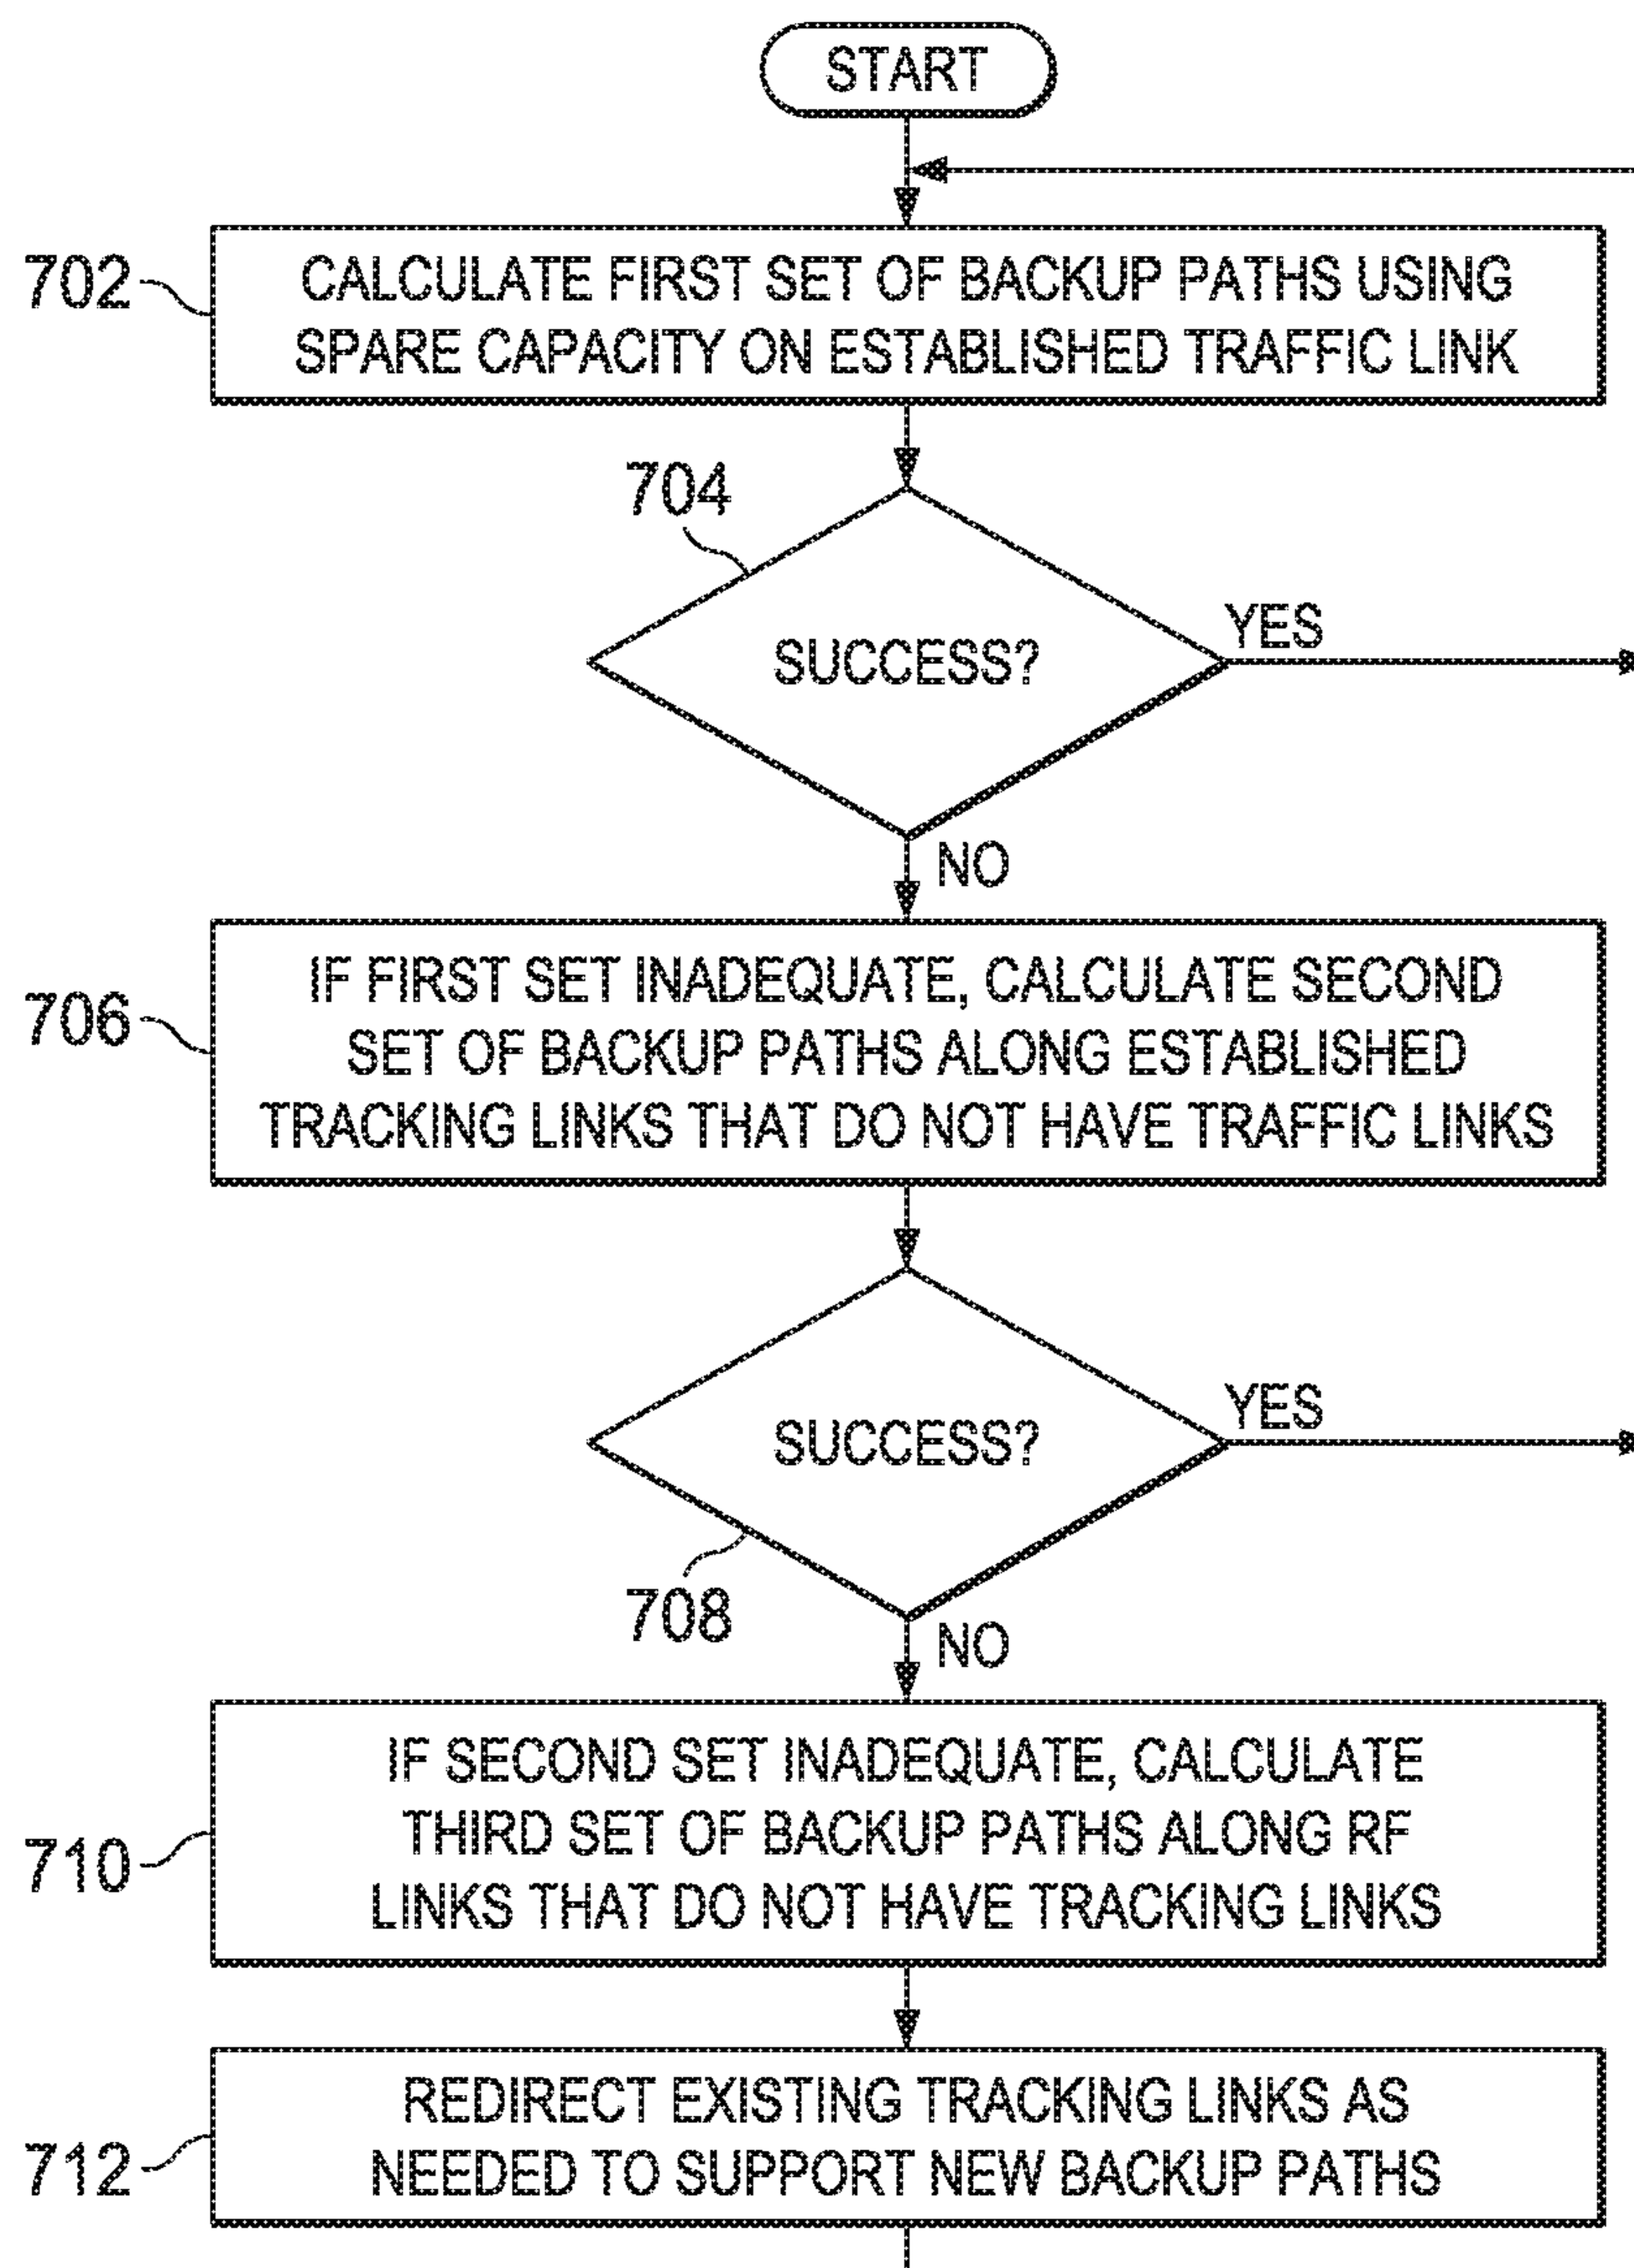 START
702
CALCULATE FIRST SET OF BACKUP PATHS USING
SPARE CAPACITY ON ESTABLISHED TRAFFIC LINK
704
SUCCESS?
YES
NO
706
IF FIRST SET INADEQUATE, CALCULATE SECOND
SET OF BACKUP PATHS ALONG ESTABLISHED
TRACKING LINKS THAT DO NOT HAVE TRAFFIC LINKS
SUCCESS?
YES
708
NO
710
IF SECOND SET INADEQUATE, CALCULATE
THIRD SET OF BACKUP PATHS ALONG RF
LINKS THAT DO NOT HAVE TRACKING LINKS
712
REDIRECT EXISTING TRACKING LINKS AS
NEEDED TO SUPPORT NEW BACKUP PATHS